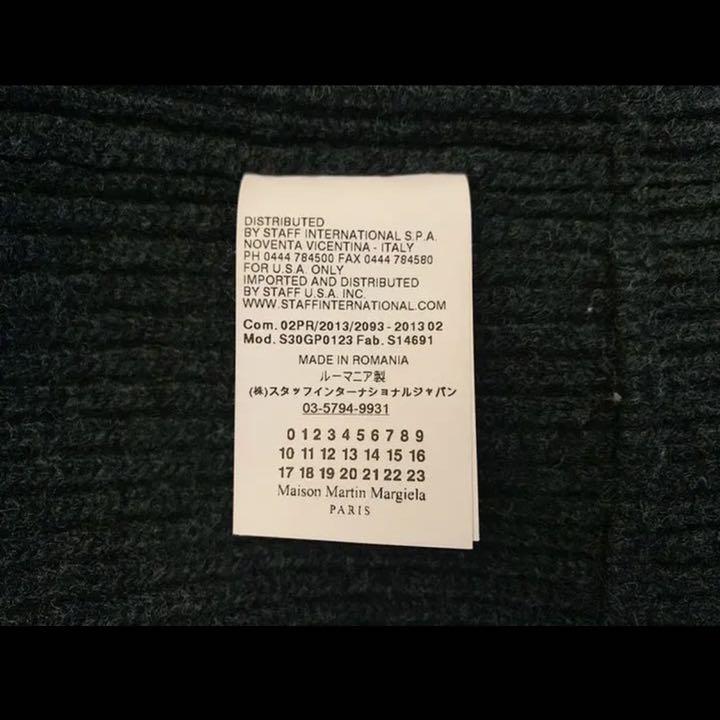 DISTRIBUTED
BY STAFF INTERNATIONAL S.P.A.
NOVENTA VICENTINA - ITALY
PH 0444 784500 FAX 0444 784580
FOR U.S.A. ONLY
IMPORTED AND DISTRIBUTED
BY STAFF U.S.A. INC.
WWW.STAFFINTERNATIONAL.COM
Com. 02PR/2013/2093 - 2013 02
Mod. S30GP0123 Fab. S14691
MADE IN ROMANIA
ルーマニア製
(株)スタッフインターナショナルジャパン
03-5794-9931
0 1 2 3 4 5 6 7 8 9
10 11 12 13 14 15 16
17 18 19 20 21 22 23
Maison Martin Margiela
PARIS